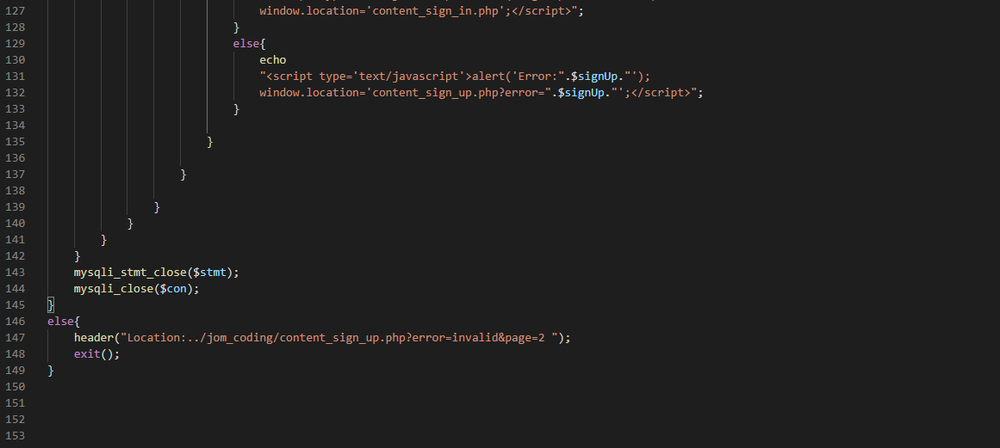 127 window.location='content_sign_in.php';</script>";
128 }
129 else{
130 echo
131 "<script type='text/javascript'>alert('Error:".$signUp."');
132 window.location='content_sign_up.php?error=".$signUp."';</script>";
133 }
134
135 }
136
137 }
138
139 }
140 }
141 }
142 }
143 mysqli_stmt_close($stmt);
144 mysqli_close($con);
145 }
146 else{
147 header("Location:../jom_coding/content_sign_up.php?error=invalid&page=2 ");
148 exit();
149 }
150
151
152
153